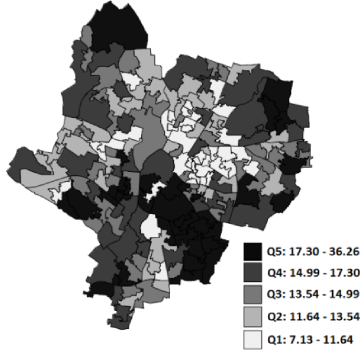 Q5: 17.30 - 36.26
Q4: 14.99 - 17.30
Q3: 13.54 - 14.99
Q2: 11.64 - 13.54
Q1: 7.13 - 11.64